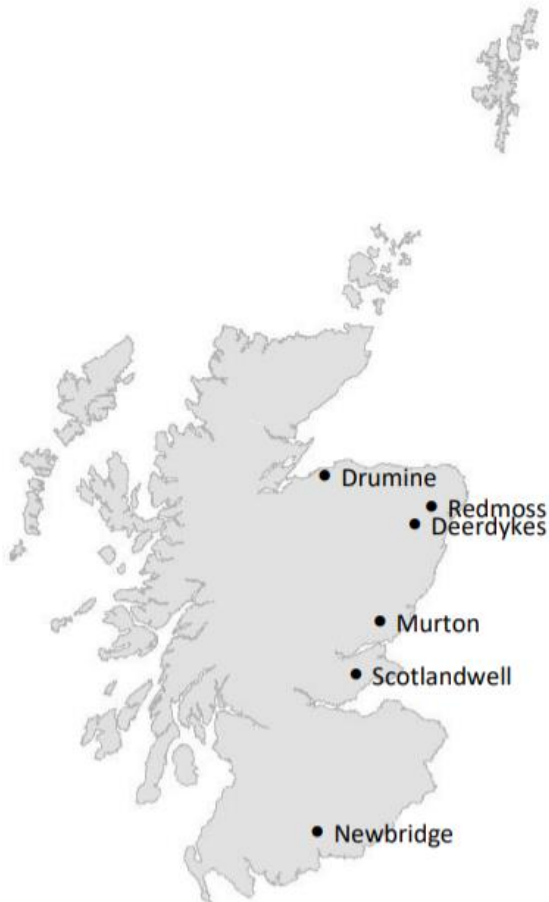 Drumine
Redmoss
Deerdykes
Murton
Scotlandwell
Newbridge